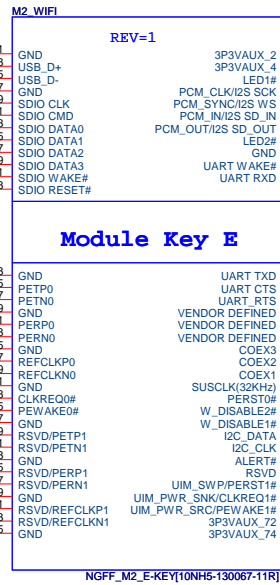 M2_WIFI
REV=1
GND 3P3VAUX_2
USB_D+ 3P3VAUX_4
USB_D- LED1#
GND PCM_CLK/I2S SCK
SDIO CLK PCM_SYNC/I2S WS
SDIO CMD PCM_IN/I2S SD_IN
SDIO DATA0 PCM_OUT/I2S SD_OUT
SDIO DATA1 LED2#
SDIO DATA2 GND
SDIO DATA3 UART WAKE#
SDIO WAKE# UART RXD
SDIO RESET#
Module Key E
GND UART TXD
PETP0 UART CTS
PETN0 UART_RTS
GND VENDOR DEFINED
PERP0 VENDOR DEFINED
PERN0 VENDOR DEFINED
GND COEX3
REFCLKP0 COEX2
REFCLKN0 COEX1
GND SUSCLK(32KHz)
CLKREQ0# PERST0#
PEWAKE0# W_DISABLE2#
GND W_DISABLE1#
RSVD/PETP1 I2C_DATA
RSVD/PETN1 I2C_CLK
GND ALERT#
RSVD/PERP1 RSVD
RSVD/PERN1 UIM_SWP/PERST1#
GND UIM_PWR_SNK/CLKREQ1#
RSVD/REFCLKP1 UIM_PWR_SRC/PEWAKE1#
RSVD/REFCLKN1 3P3VAUX_72
GND 3P3VAUX_74
NGFF_M2_E-KEY[10NH5-130067-11R]